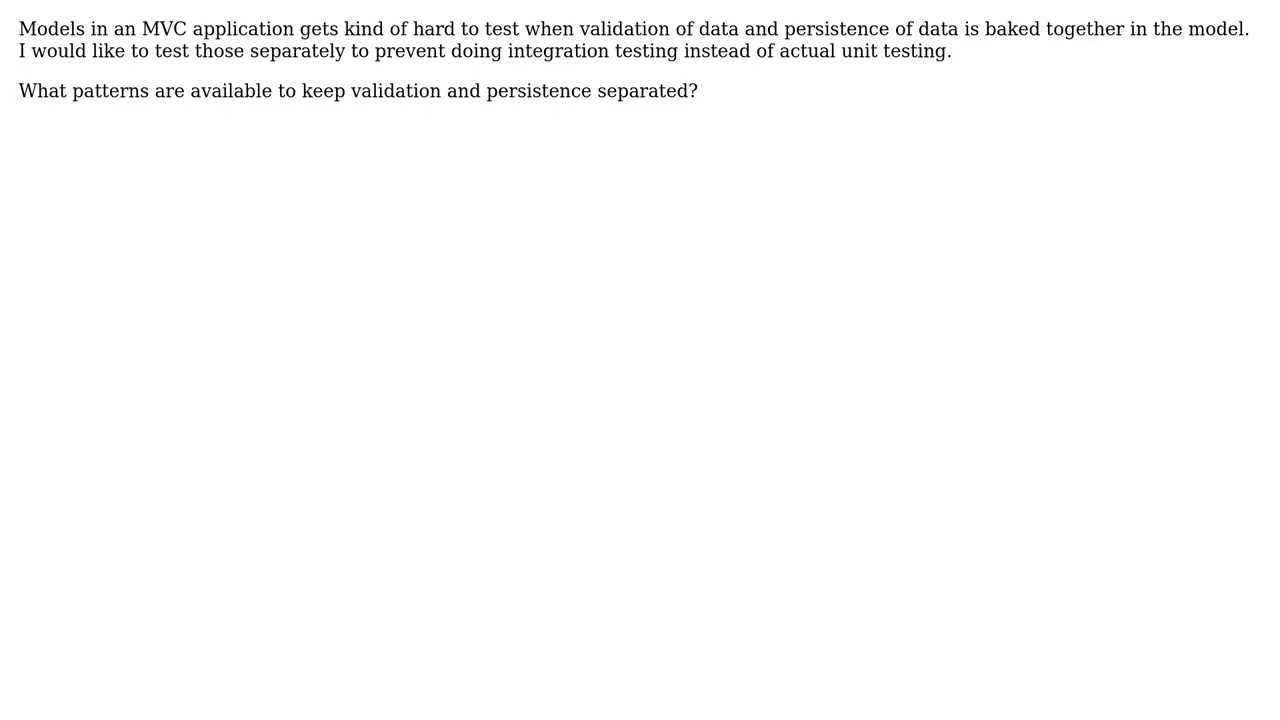 Models in an MVC application gets kind of hard to test when validation of data and persistence of data is baked together in the model.
I would like to test those separately to prevent doing integration testing instead of actual unit testing.
What patterns are available to keep validation and persistence separated?